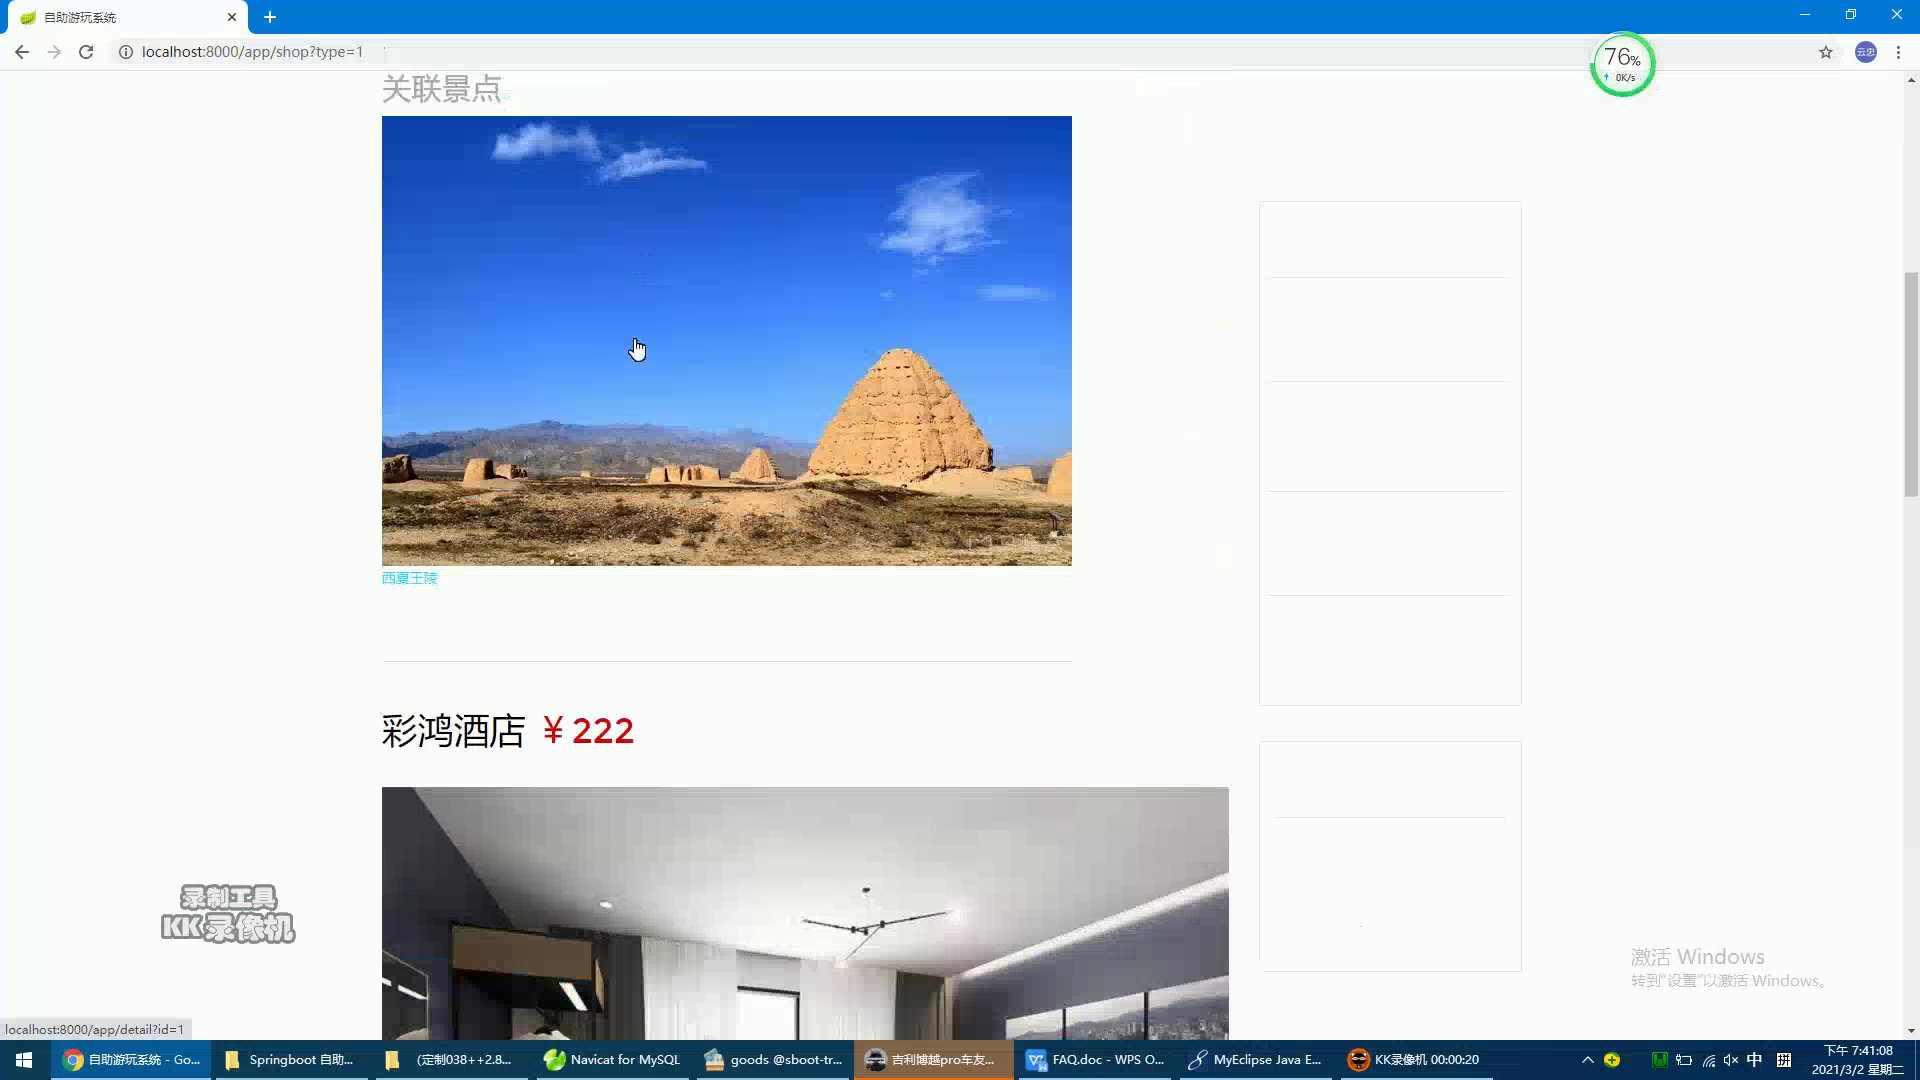 自助游玩系统
localhost:8000/app/shop?type=1
76%
0K/s
云忠
关联景点
西夏王陵
彩鸿酒店 ￥222
录制工具
KK录像机
激活 Windows
转到“设置”以激活 Windows。
localhost:8000/app/detail?id=1
自助游玩系统 - Go...
Springboot 自助...
(定制038++2.8...
Navicat for MySQL
goods @sboot-tr...
吉利博越pro车友...
FAQ.doc - WPS O...
MyEclipse Java E...
KK录像机 00:00:20
中
拼
下午 7:41:08
2021/3/2 星期二